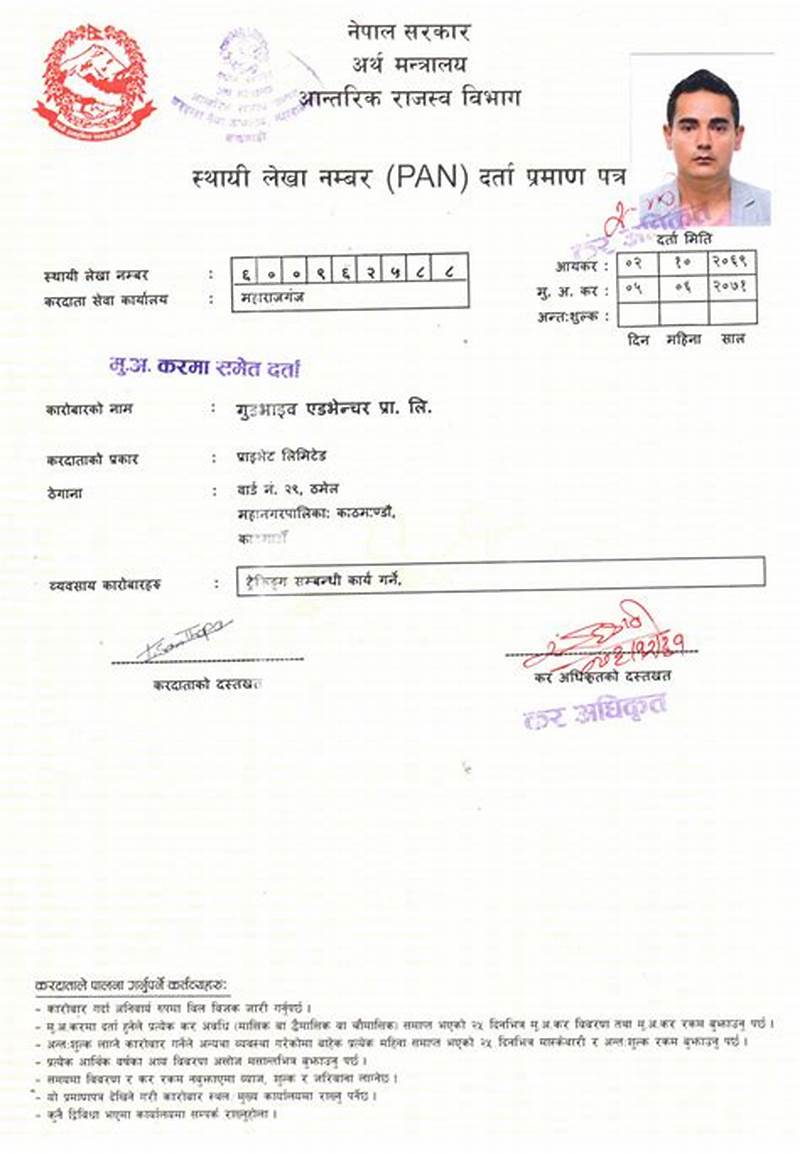 नेपाल सरकार
अर्थ मन्त्रालय
आन्तरिक राजस्व विभाग
स्थायी लेखा नम्बर (PAN) दर्ता प्रमाण पत्र
कर अधिकृत
दर्ता मिति
स्थायी लेखा नम्बर : ६ ० ० ९ ६ २ ५ ८ ८
आयकर : ०२ १० २०६९
करदाता सेवा कार्यालय : महाराजगंज
मु. अ. कर : ०५ ०६ २०७१
अन्त:शुल्क :
दिन महिना साल
मु.अ. करमा समेत दर्ता
कारोबारको नाम : गुडभाइव एडभेन्चर प्रा. लि.
करदाताको प्रकार : प्राइभेट लिमिटेड
ठेगाना : वार्ड नं. २९, ठमेल
महानगरपालिका: काठमाण्डौ,
व्यवसाय कारोबारहरु : ट्रेकिङ्ग सम्बन्धी कार्य गर्ने.
करदाताको दस्तखत
कर अधिकृतको दस्तखत
कर अधिकृत
करदाताले पालना गर्नुपर्ने कर्तव्यहरु:
- कारोबार गर्दा अनिवार्य रुपमा बिल बिजक जारी गर्नुपर्छ ।
- मु.अ.करमा दर्ता हुनेले प्रत्येक कर अवधि (मासिक वा द्वैमासिक वा चौमासिक) समाप्त भएको २५ दिनभित्र मु.अ.कर विवरण तथा मु.अ.कर रकम बुझाउनु पर्छ ।
- अन्त:शुल्क लाग्ने कारोबार गर्नेले अन्यथा व्यवस्था गरेकोमा बाहेक प्रत्येक महिना समाप्त भएको २५ दिनभित्र मास्केबारी र अन्त:शुल्क रकम बुझाउनु पर्छ ।
- प्रत्येक आर्थिक वर्षका आय विवरण असोज मसान्तभित्र बुझाउनु पर्छ ।
- समयमा विवरण र कर रकम नबुझाएमा व्याज, शुल्क र जरिवाना लाग्नेछ ।
- यो प्रमाणपत्र देखिने गरी कारोबार स्थल/मुख्य कार्यालयमा राख्नु पर्नेछ ।
- कुनै द्विविधा भएमा कार्यालयमा सम्पर्क राख्नुहोला ।